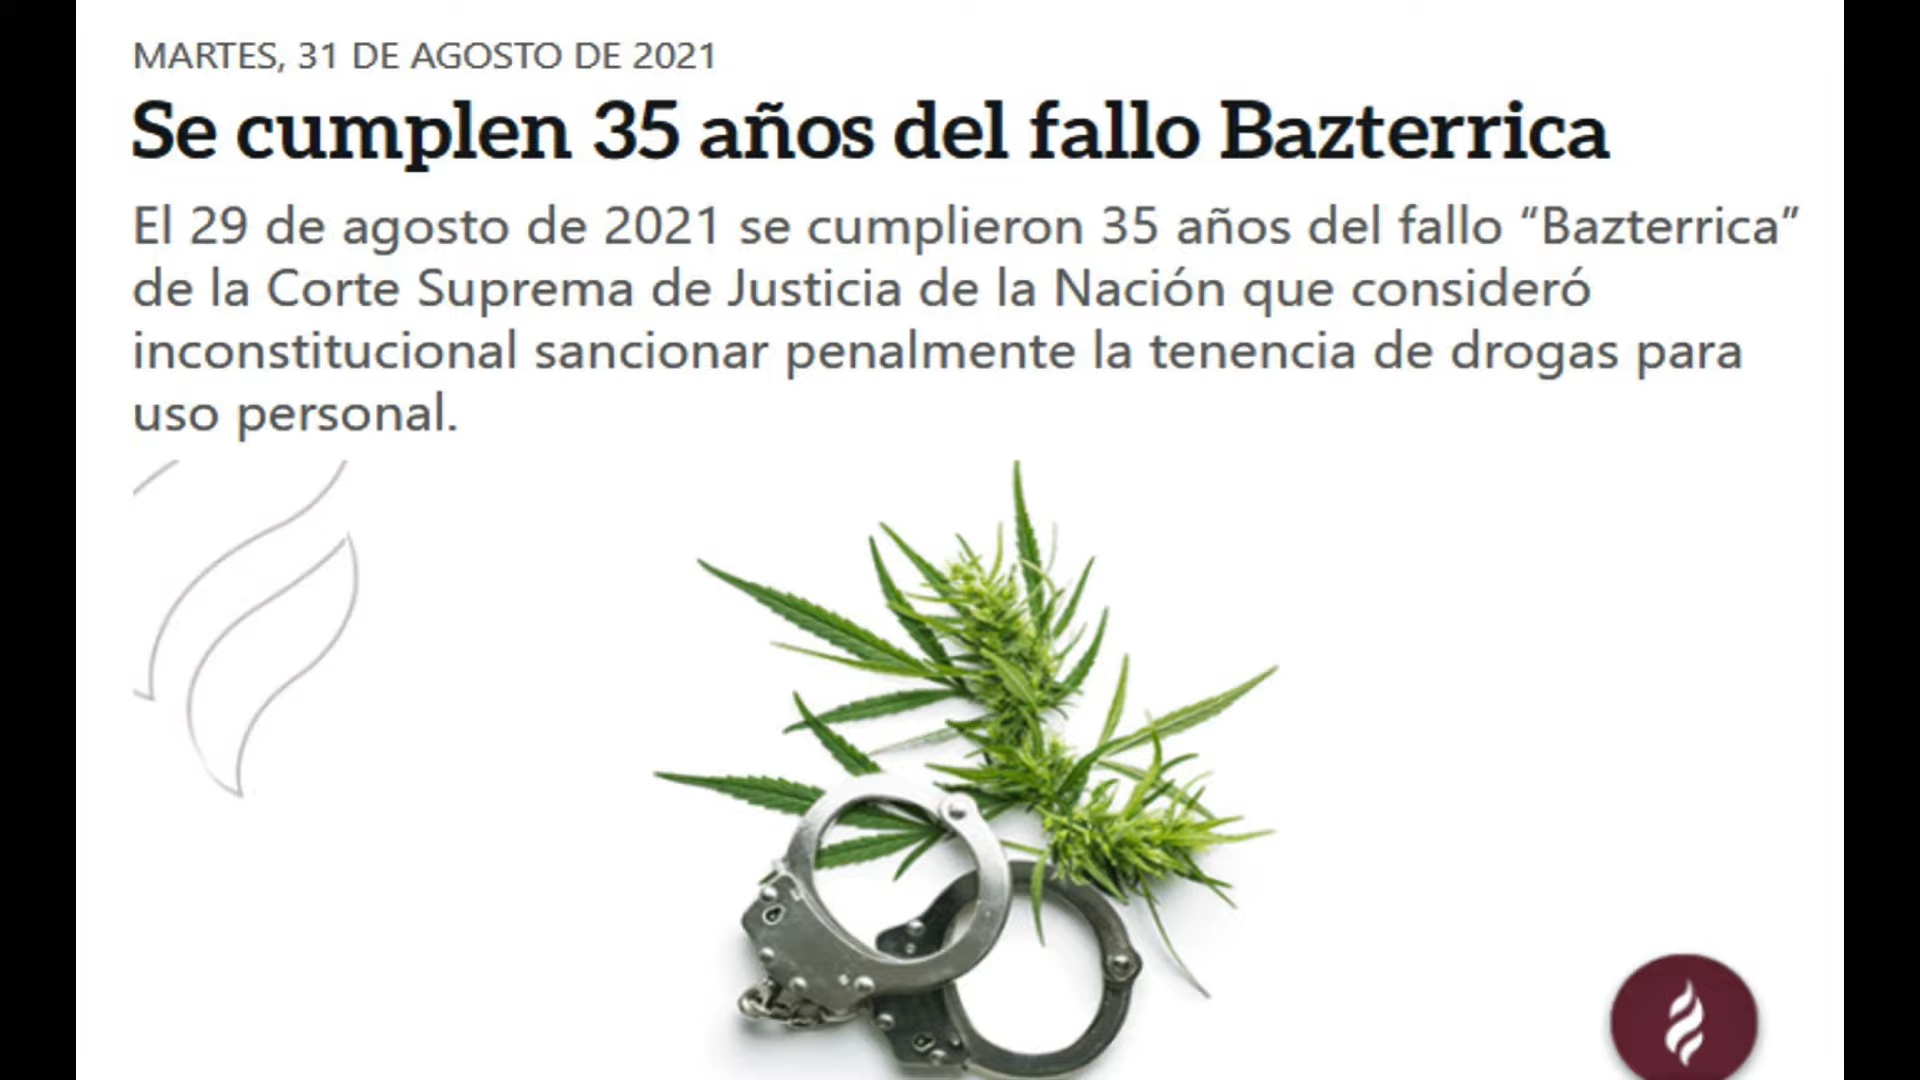 MARTES, 31 DE AGOSTO DE 2021
Se cumplen 35 años del fallo Bazterrica
El 29 de agosto de 2021 se cumplieron 35 años del fallo “Bazterrica”
de la Corte Suprema de Justicia de la Nación que consideró
inconstitucional sancionar penalmente la tenencia de drogas para
uso personal.